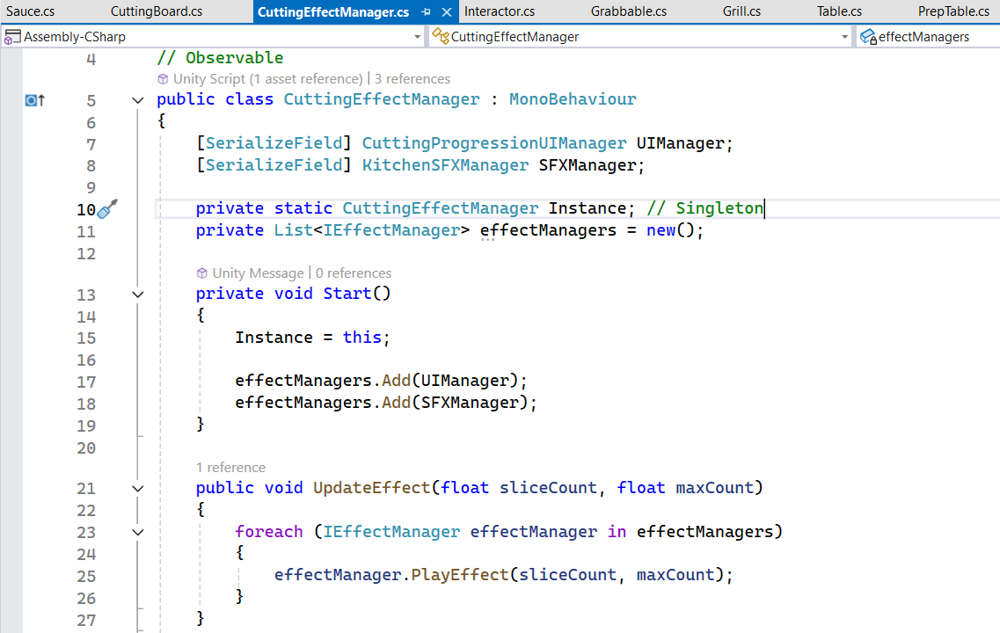 Sauce.cs CuttingBoard.cs CuttingEffectManager.cs Interactor.cs Grabbable.cs Grill.cs Table.cs PrepTable.cs
Assembly-CSharp CuttingEffectManager effectManagers
4 // Observable
Unity Script (1 asset reference) | 3 references
5 public class CuttingEffectManager : MonoBehaviour
6 {
7 [SerializeField] CuttingProgressionUIManager UIManager;
8 [SerializeField] KitchenSFXManager SFXManager;
9
10 private static CuttingEffectManager Instance; // Singleton
11 private List<IEffectManager> effectManagers = new();
12
Unity Message | 0 references
13 private void Start()
14 {
15 Instance = this;
16
17 effectManagers.Add(UIManager);
18 effectManagers.Add(SFXManager);
19 }
20
1 reference
21 public void UpdateEffect(float sliceCount, float maxCount)
22 {
23 foreach (IEffectManager effectManager in effectManagers)
24 {
25 effectManager.PlayEffect(sliceCount, maxCount);
26 }
27 }